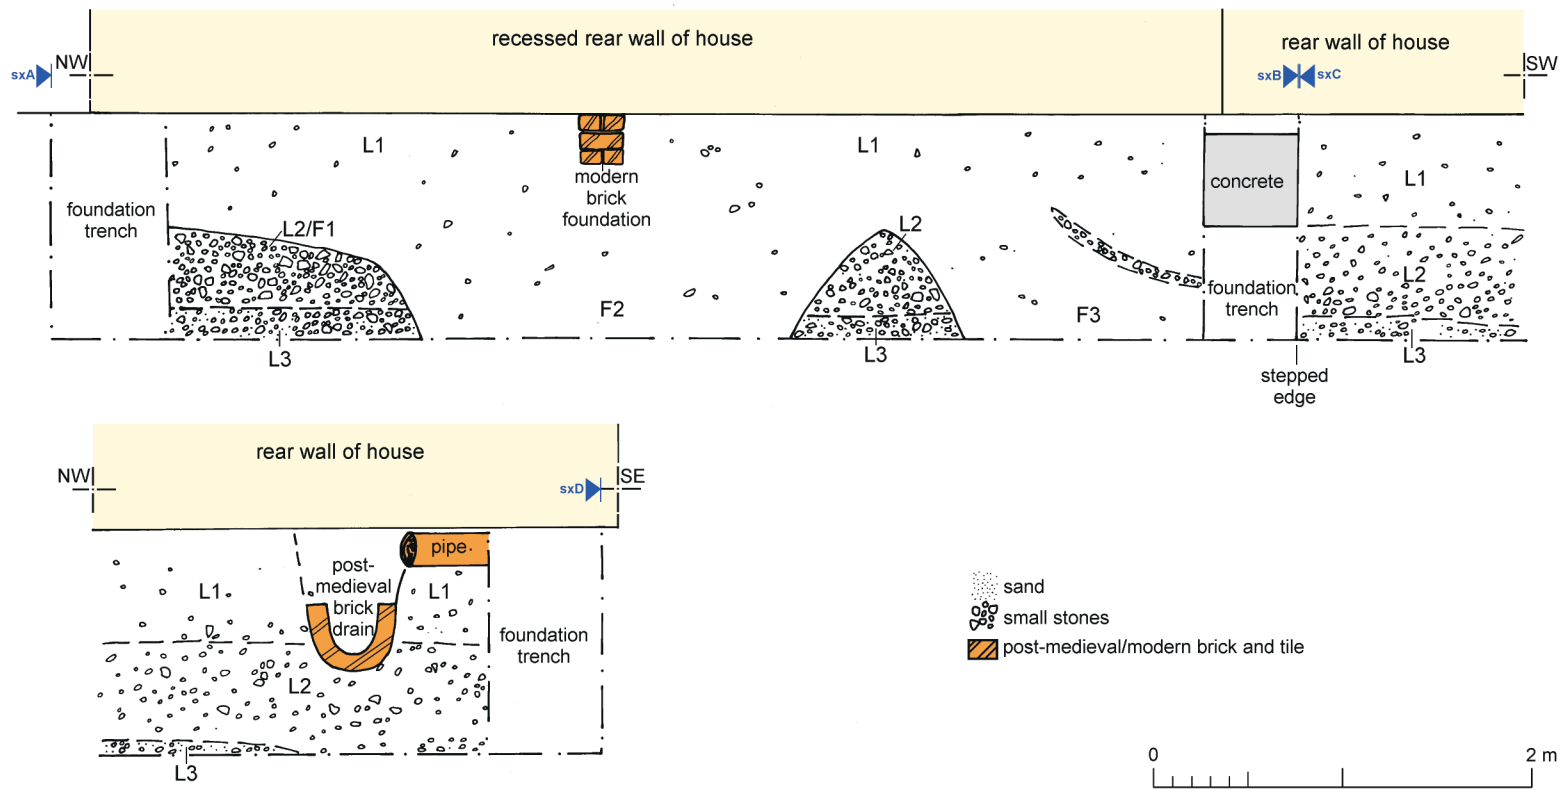 recessed rear wall of house
rear wall of house
sxA
NW
sxB
sxC
SW
L1
L1
modern
brick
foundation
concrete
L1
foundation
trench
L2/F1
L2
L2
foundation
trench
F2
F3
L3
L3
L3
stepped
edge
rear wall of house
NW
sxD
SE
pipe
post-
medieval
brick
drain
L1
L1
foundation
trench
L2
L3
sand
small stones
post-medieval/modern brick and tile
0
2 m